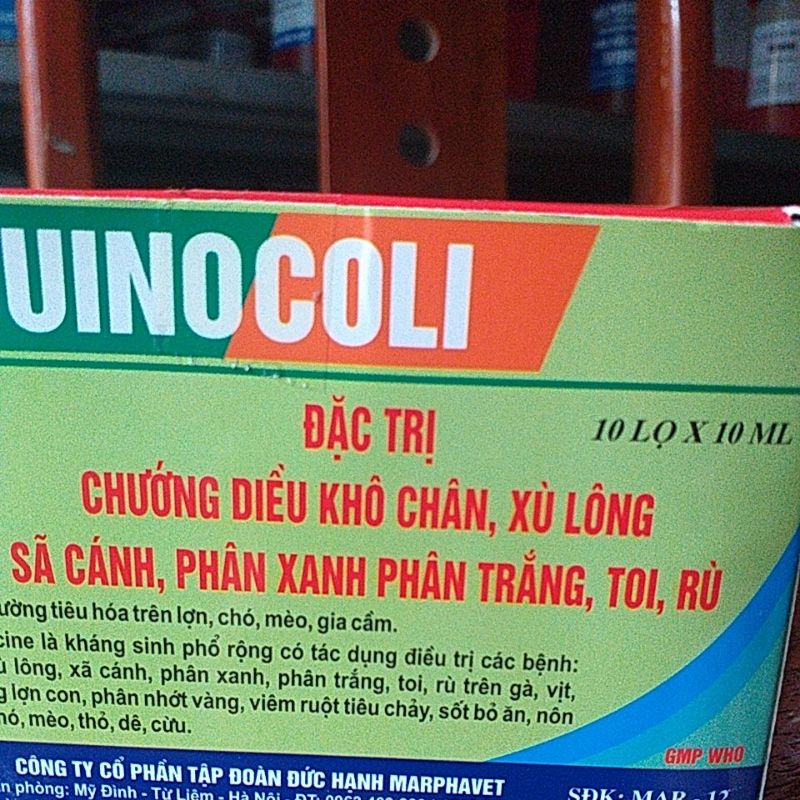 UINOCOLI
ĐẶC TRỊ
10 LỌ X 10 ML
CHƯỚNG DIỀU KHÔ CHÂN, XÙ LÔNG
SÃ CÁNH, PHÂN XANH PHÂN TRẮNG, TOI, RÙ
ường tiêu hóa trên lợn, chó, mèo, gia cầm.
cine là kháng sinh phổ rộng có tác dụng điều trị các bệnh:
ù lông, xã cánh, phân xanh, phân trắng, toi, rù trên gà, vịt,
g lợn con, phân nhớt vàng, viêm ruột tiêu chảy, sốt bỏ ăn, nôn
hó, mèo, thỏ, dê, cừu.
GMP WHO
CÔNG TY CỔ PHẦN TẬP ĐOÀN ĐỨC HẠNH MARPHAVET
n phòng: Mỹ Đình - Từ Liêm - Hà Nội - ĐT:
SĐK: MAR - 12